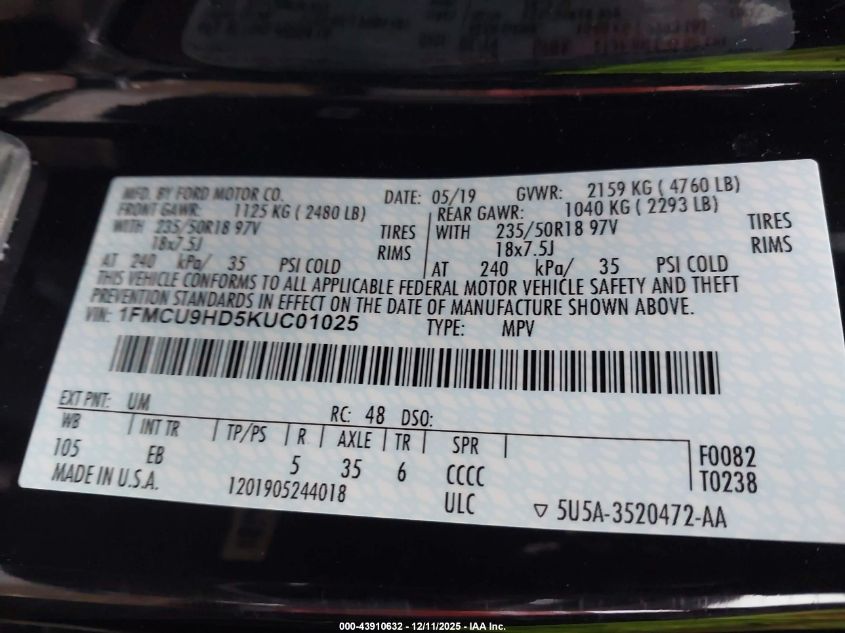 MFD. BY FORD MOTOR CO. DATE: 05/19 GVWR: 2159 KG ( 4760 LB)
FRONT GAWR: 1125 KG ( 2480 LB) REAR GAWR: 1040 KG ( 2293 LB)
WITH 235/50R18 97V TIRES WITH 235/50R18 97V TIRES
18x7.5J RIMS 18x7.5J RIMS
AT 240 kPa/ 35 PSI COLD AT 240 kPa/ 35 PSI COLD
THIS VEHICLE CONFORMS TO ALL APPLICABLE FEDERAL MOTOR VEHICLE SAFETY AND THEFT
PREVENTION STANDARDS IN EFFECT ON THE DATE OF MANUFACTURE SHOWN ABOVE.
VIN: 1FMCU9HD5KUC01025 TYPE: MPV
EXT PNT: UM RC: 48 DSO:
WB INT TR TP/PS R AXLE TR SPR
105 EB 5 35 6 CCCC F0082
MADE IN U.S.A. 1201905244018 ULC T0238
5U5A-3520472-AA
000-43910632 - 12/11/2025 - IAA Inc.